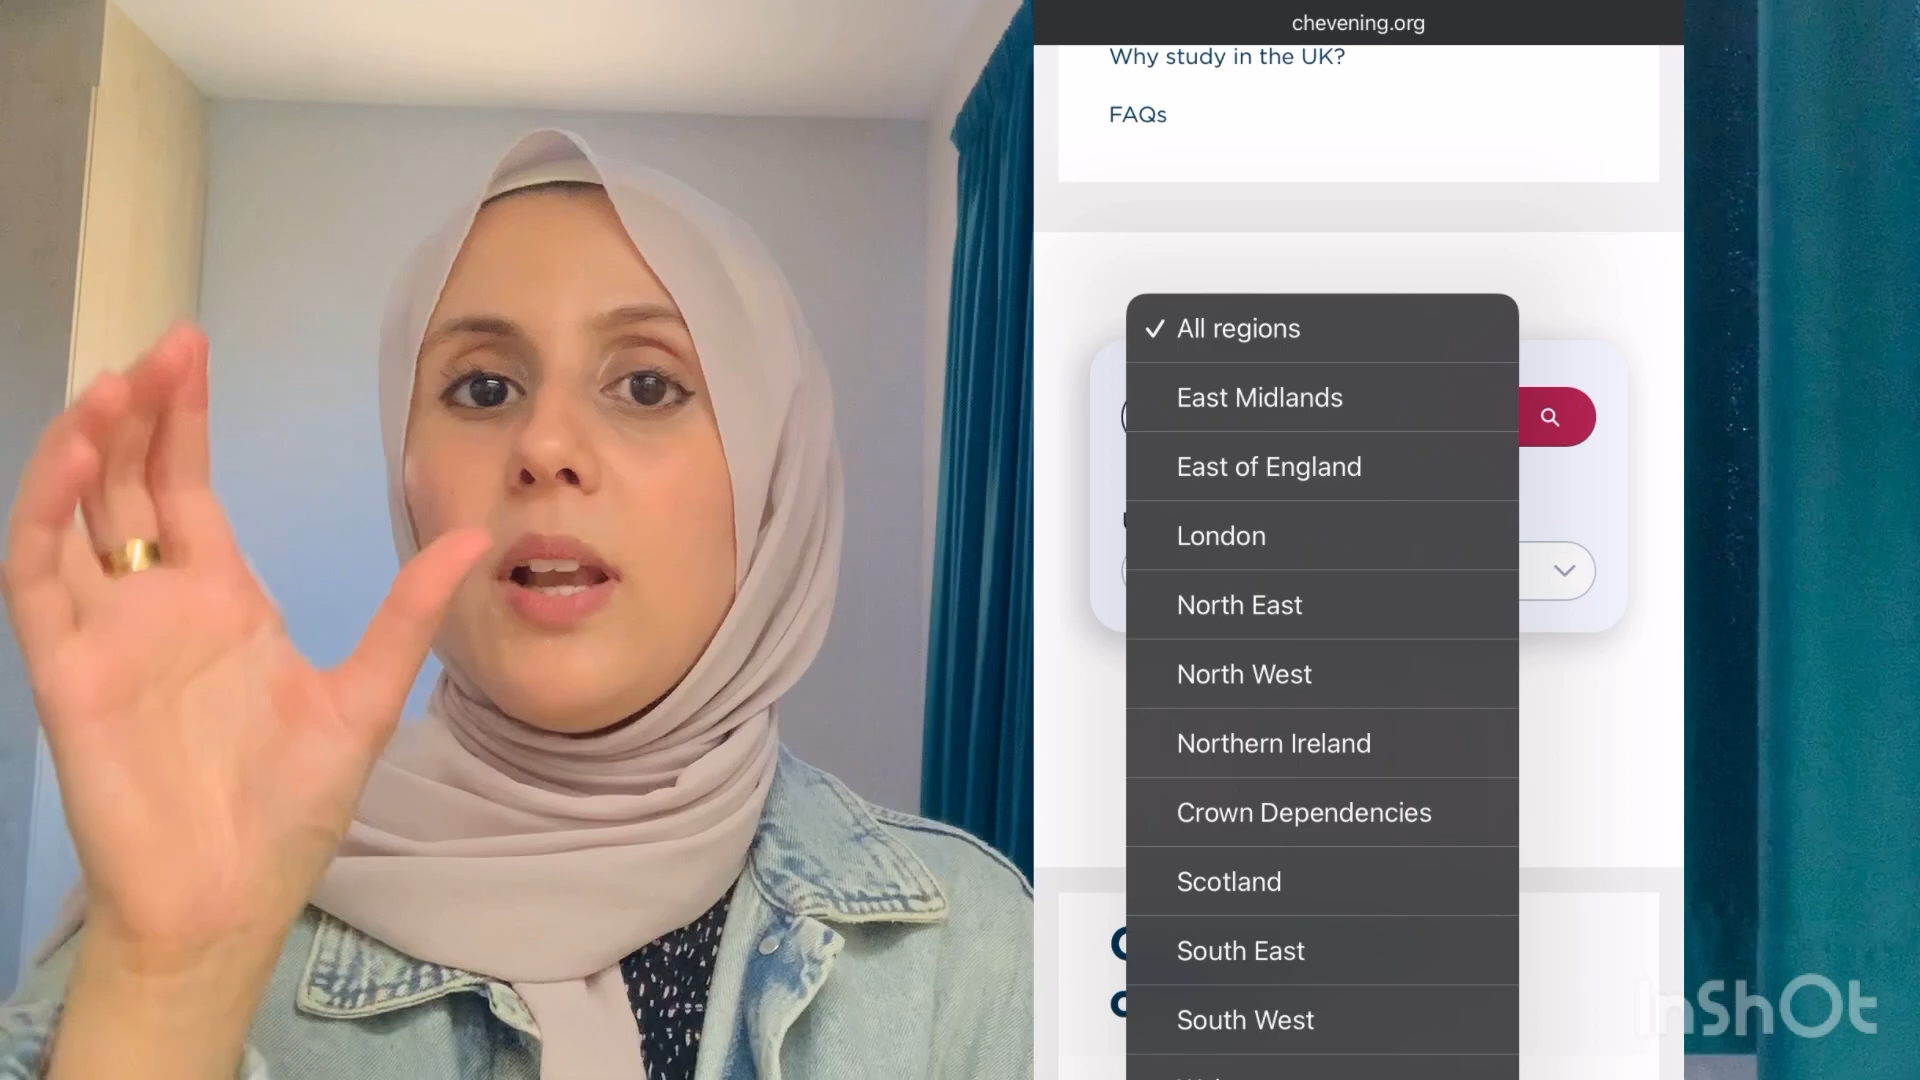 chevening.org
Why study in the UK?
FAQs
All regions
East Midlands
East of England
London
North East
North West
Northern Ireland
Crown Dependencies
Scotland
South East
South West
InShOt